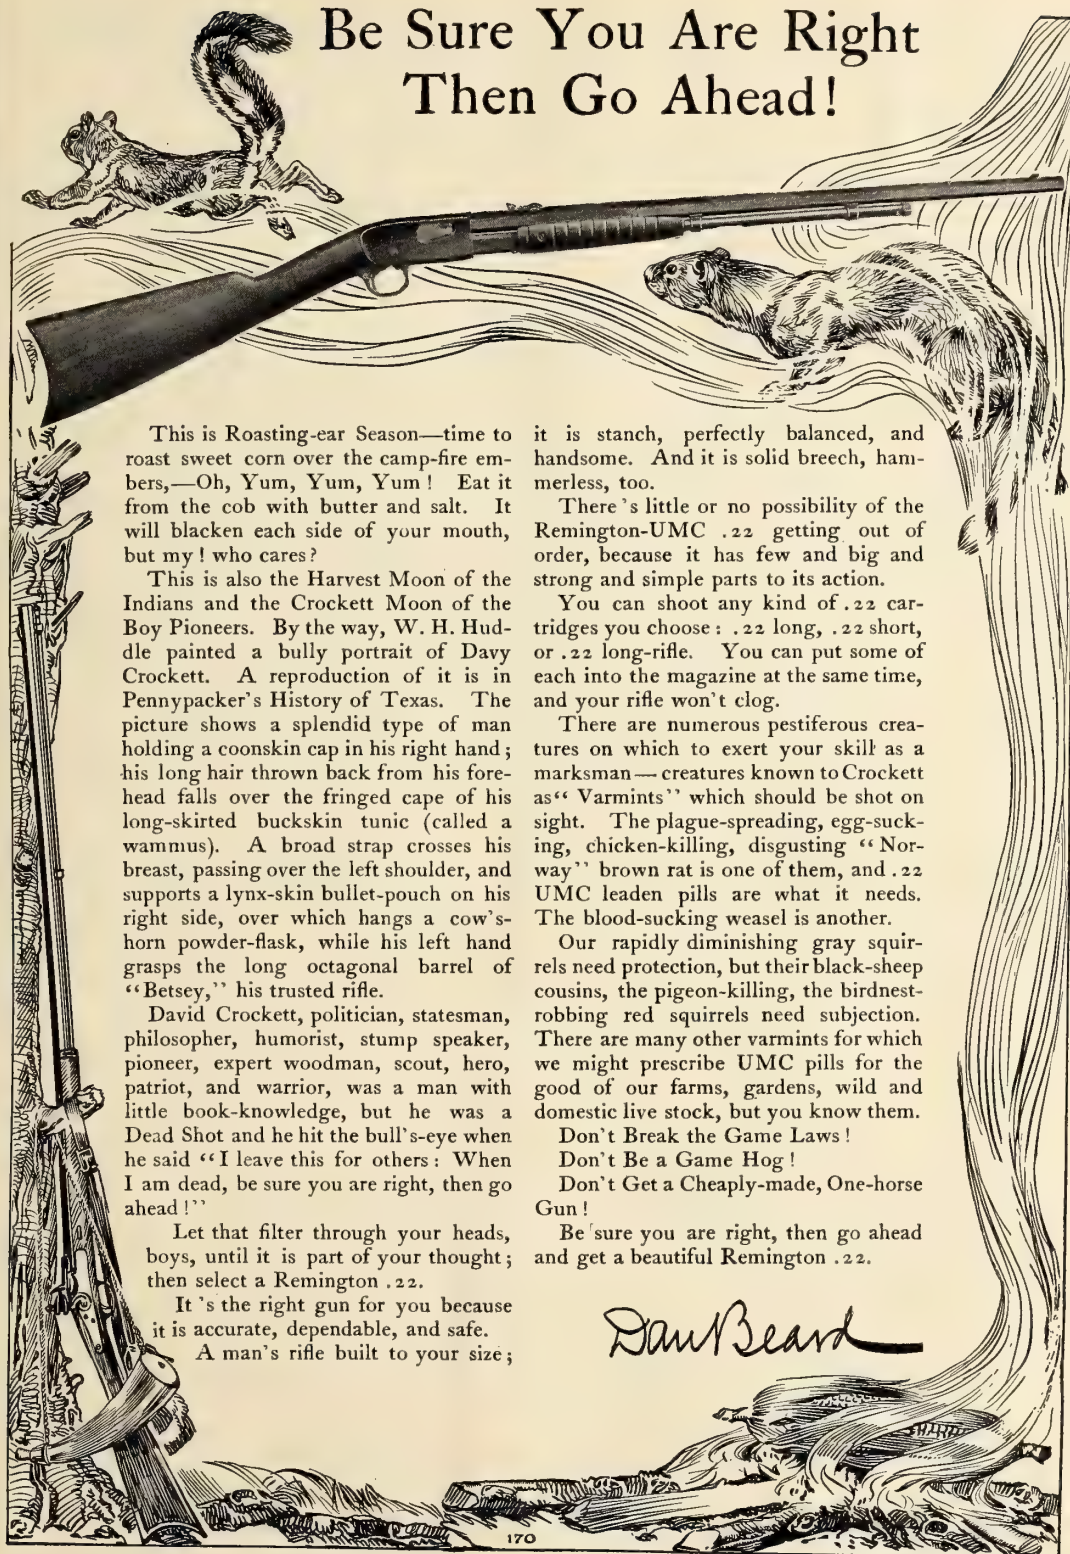 Be Sure You Are Right
Then Go Ahead!
This is Roasting-ear Season—time to
roast sweet corn over the camp-fire em-
bers,—Oh, Yum, Yum, Yum! Eat it
from the cob with butter and salt. It
will blacken each side of your mouth,
but my! who cares?
This is also the Harvest Moon of the
Indians and the Crockett Moon of the
Boy Pioneers. By the way, W. H. Hud-
dle painted a bully portrait of Davy
Crockett. A reproduction of it is in
Pennypacker's History of Texas. The
picture shows a splendid type of man
holding a coonskin cap in his right hand;
his long hair thrown back from his fore-
head falls over the fringed cape of his
long-skirted buckskin tunic (called a
wammus). A broad strap crosses his
breast, passing over the left shoulder, and
supports a lynx-skin bullet-pouch on his
right side, over which hangs a cow's-
horn powder-flask, while his left hand
grasps the long octagonal barrel of
"Betsey," his trusted rifle.
David Crockett, politician, statesman,
philosopher, humorist, stump speaker,
pioneer, expert woodman, scout, hero,
patriot, and warrior, was a man with
little book-knowledge, but he was a
Dead Shot and he hit the bull's-eye when
he said "I leave this for others: When
I am dead, be sure you are right, then go
ahead!"
Let that filter through your heads,
boys, until it is part of your thought;
then select a Remington .22.
It's the right gun for you because
it is accurate, dependable, and safe.
A man's rifle built to your size;
it is stanch, perfectly balanced, and
handsome. And it is solid breech, ham-
merless, too.
There's little or no possibility of the
Remington-UMC .22 getting out of
order, because it has few and big and
strong and simple parts to its action.
You can shoot any kind of .22 car-
tridges you choose: .22 long, .22 short,
or .22 long-rifle. You can put some of
each into the magazine at the same time,
and your rifle won't clog.
There are numerous pestiferous crea-
tures on which to exert your skill as a
marksman—creatures known to Crockett
as "Varmints" which should be shot on
sight. The plague-spreading, egg-suck-
ing, chicken-killing, disgusting "Nor-
way" brown rat is one of them, and .22
UMC leaden pills are what it needs.
The blood-sucking weasel is another.
Our rapidly diminishing gray squir-
rels need protection, but their black-sheep
cousins, the pigeon-killing, the birdnest-
robbing red squirrels need subjection.
There are many other varmints for which
we might prescribe UMC pills for the
good of our farms, gardens, wild and
domestic live stock, but you know them.
Don't Break the Game Laws!
Don't Be a Game Hog!
Don't Get a Cheaply-made, One-horse
Gun!
Be sure you are right, then go ahead
and get a beautiful Remington .22.
Dan Beard
170